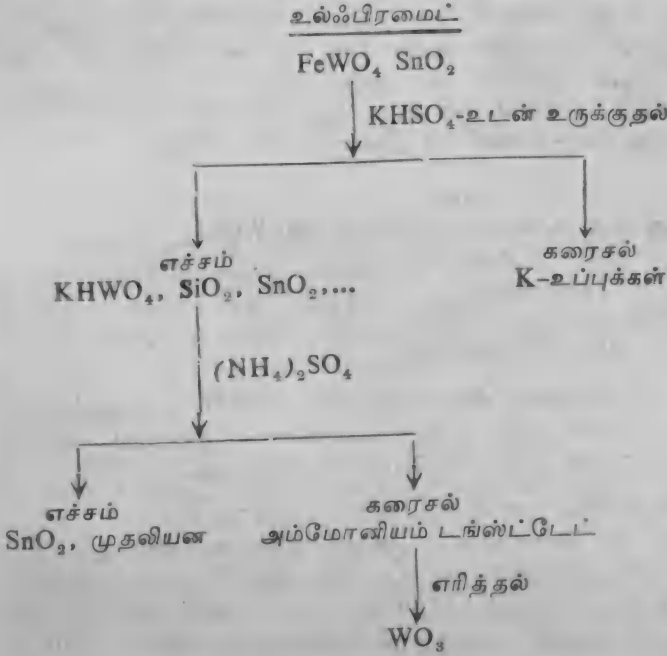 உல்ஃபிரமைட்
FeWO₄ SnO₂
KHSO₄-உடன் உருக்குதல்
எச்சம்
KHWO₄, SiO₂, SnO₂,...
கரைசல்
K-உப்புக்கள்
(NH₄)₂SO₄
எச்சம்
SnO₂, முதலியன
கரைசல்
அம்மோனியம் டங்ஸ்ட்டேட்
எரித்தல்
WO₃